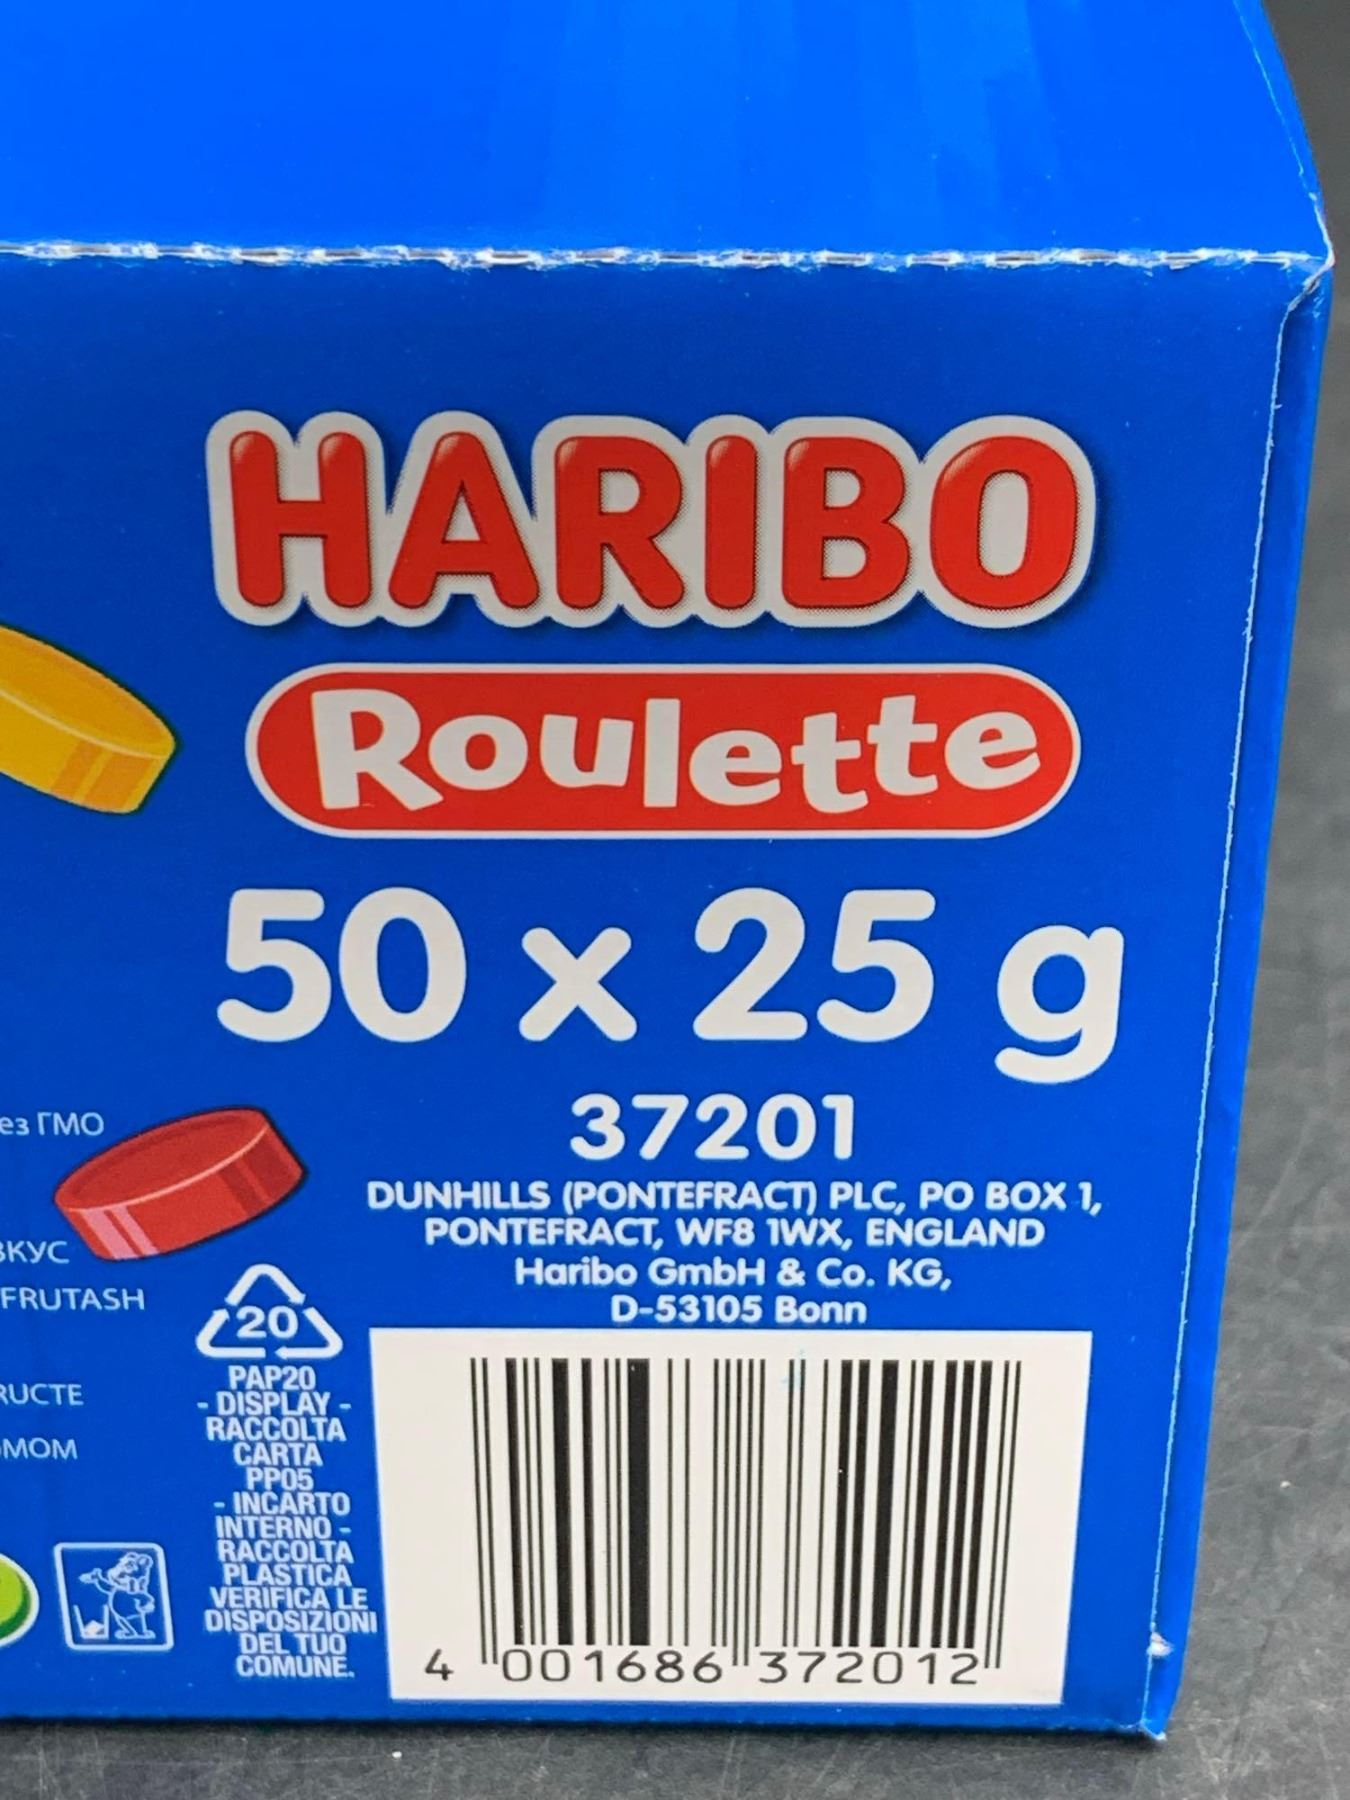 HARIBO
Roulette
50 x 25 g
37201
DUNHILLS (PONTEFRACT) PLC, PO BOX 1,
PONTEFRACT, WF8 1WX, ENGLAND
Haribo GmbH & Co. KG,
D-53105 Bonn
ез ГМО
ВКУС
FRUTASH
RUCTE
MOM
20
PAP20
- DISPLAY -
RACCOLTA
CARTA
PP05
- INCARTO
INTERNO -
RACCOLTA
PLASTICA
VERIFICA LE
DISPOSIZIONI
DEL TUO
COMUNE.
4 001686 372012